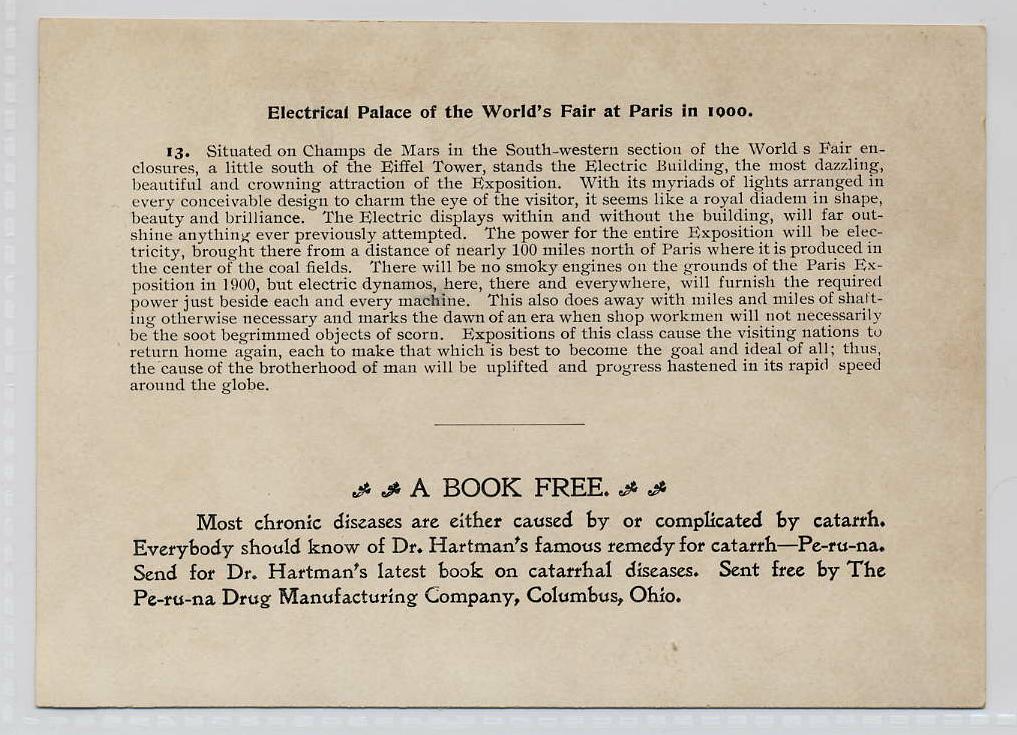 Electrical Palace of the World's Fair at Paris in 1900.
13. Situated on Champs de Mars in the South-western section of the World s Fair en-
closures, a little south of the Eiffel Tower, stands the Electric Building, the most dazzling,
beautiful and crowning attraction of the Exposition. With its myriads of lights arranged in
every conceivable design to charm the eye of the visitor, it seems like a royal diadem in shape,
beauty and brilliance. The Electric displays within and without the building, will far out-
shine anything ever previously attempted. The power for the entire Exposition will be elec-
tricity, brought there from a distance of nearly 100 miles north of Paris where it is produced in
the center of the coal fields. There will be no smoky engines on the grounds of the Paris Ex-
position in 1900, but electric dynamos, here, there and everywhere, will furnish the required
power just beside each and every machine. This also does away with miles and miles of shaft-
ing otherwise necessary and marks the dawn of an era when shop workmen will not necessarily
be the soot begrimmed objects of scorn. Expositions of this class cause the visiting nations to
return home again, each to make that which is best to become the goal and ideal of all; thus,
the cause of the brotherhood of man will be uplifted and progress hastened in its rapid speed
around the globe.
A BOOK FREE.
Most chronic diseases are either caused by or complicated by catarrh.
Everybody should know of Dr. Hartman's famous remedy for catarrh—Pe-ru-na.
Send for Dr. Hartman's latest book on catarrhal diseases. Sent free by The
Pe-ru-na Drug Manufacturing Company, Columbus, Ohio.